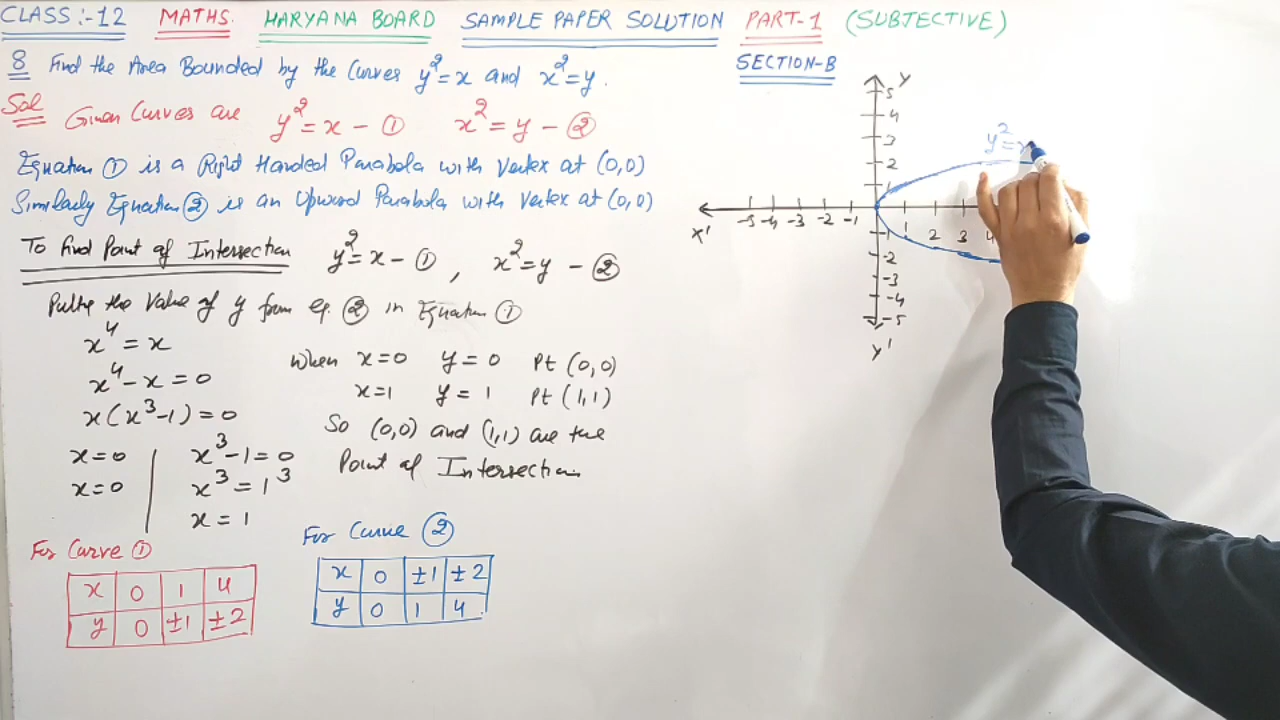 CLASS :- 12 MATHS. HARYANA BOARD SAMPLE PAPER SOLUTION PART-1 (SUBJECTIVE)
SECTION-B
8 Find the Area Bounded by the Curves y²=x and x²=y.
Sol Given Curves are y²=x - ① x²=y - ②
Equation ① is a Right Handed Parabola with Vertex at (0,0)
Similarly Equation ② is an Upward Parabola with Vertex at (0,0)
To Find Point of Intersection y²=x - ① , x²=y - ②
Putting the Value of y from eq. ② in Equation ①
x⁴ = x
x⁴-x = 0
x(x³-1) = 0
x=0 x³-1=0
x=0 x³ = 1³
x = 1
When x=0 y=0 Pt (0,0)
x=1 y = 1 Pt (1,1)
So (0,0) and (1,1) are the
Point of Intersection
For Curve ①
x 0 1 4
y 0 ±1 ±2
For Curve ②
x 0 ±1 ±2
y 0 1 4
Y
5
4
3
2
1
y²=x
X' -5 -4 -3 -2 -1 1 2 3 4
-1
-2
-3
-4
-5
Y'